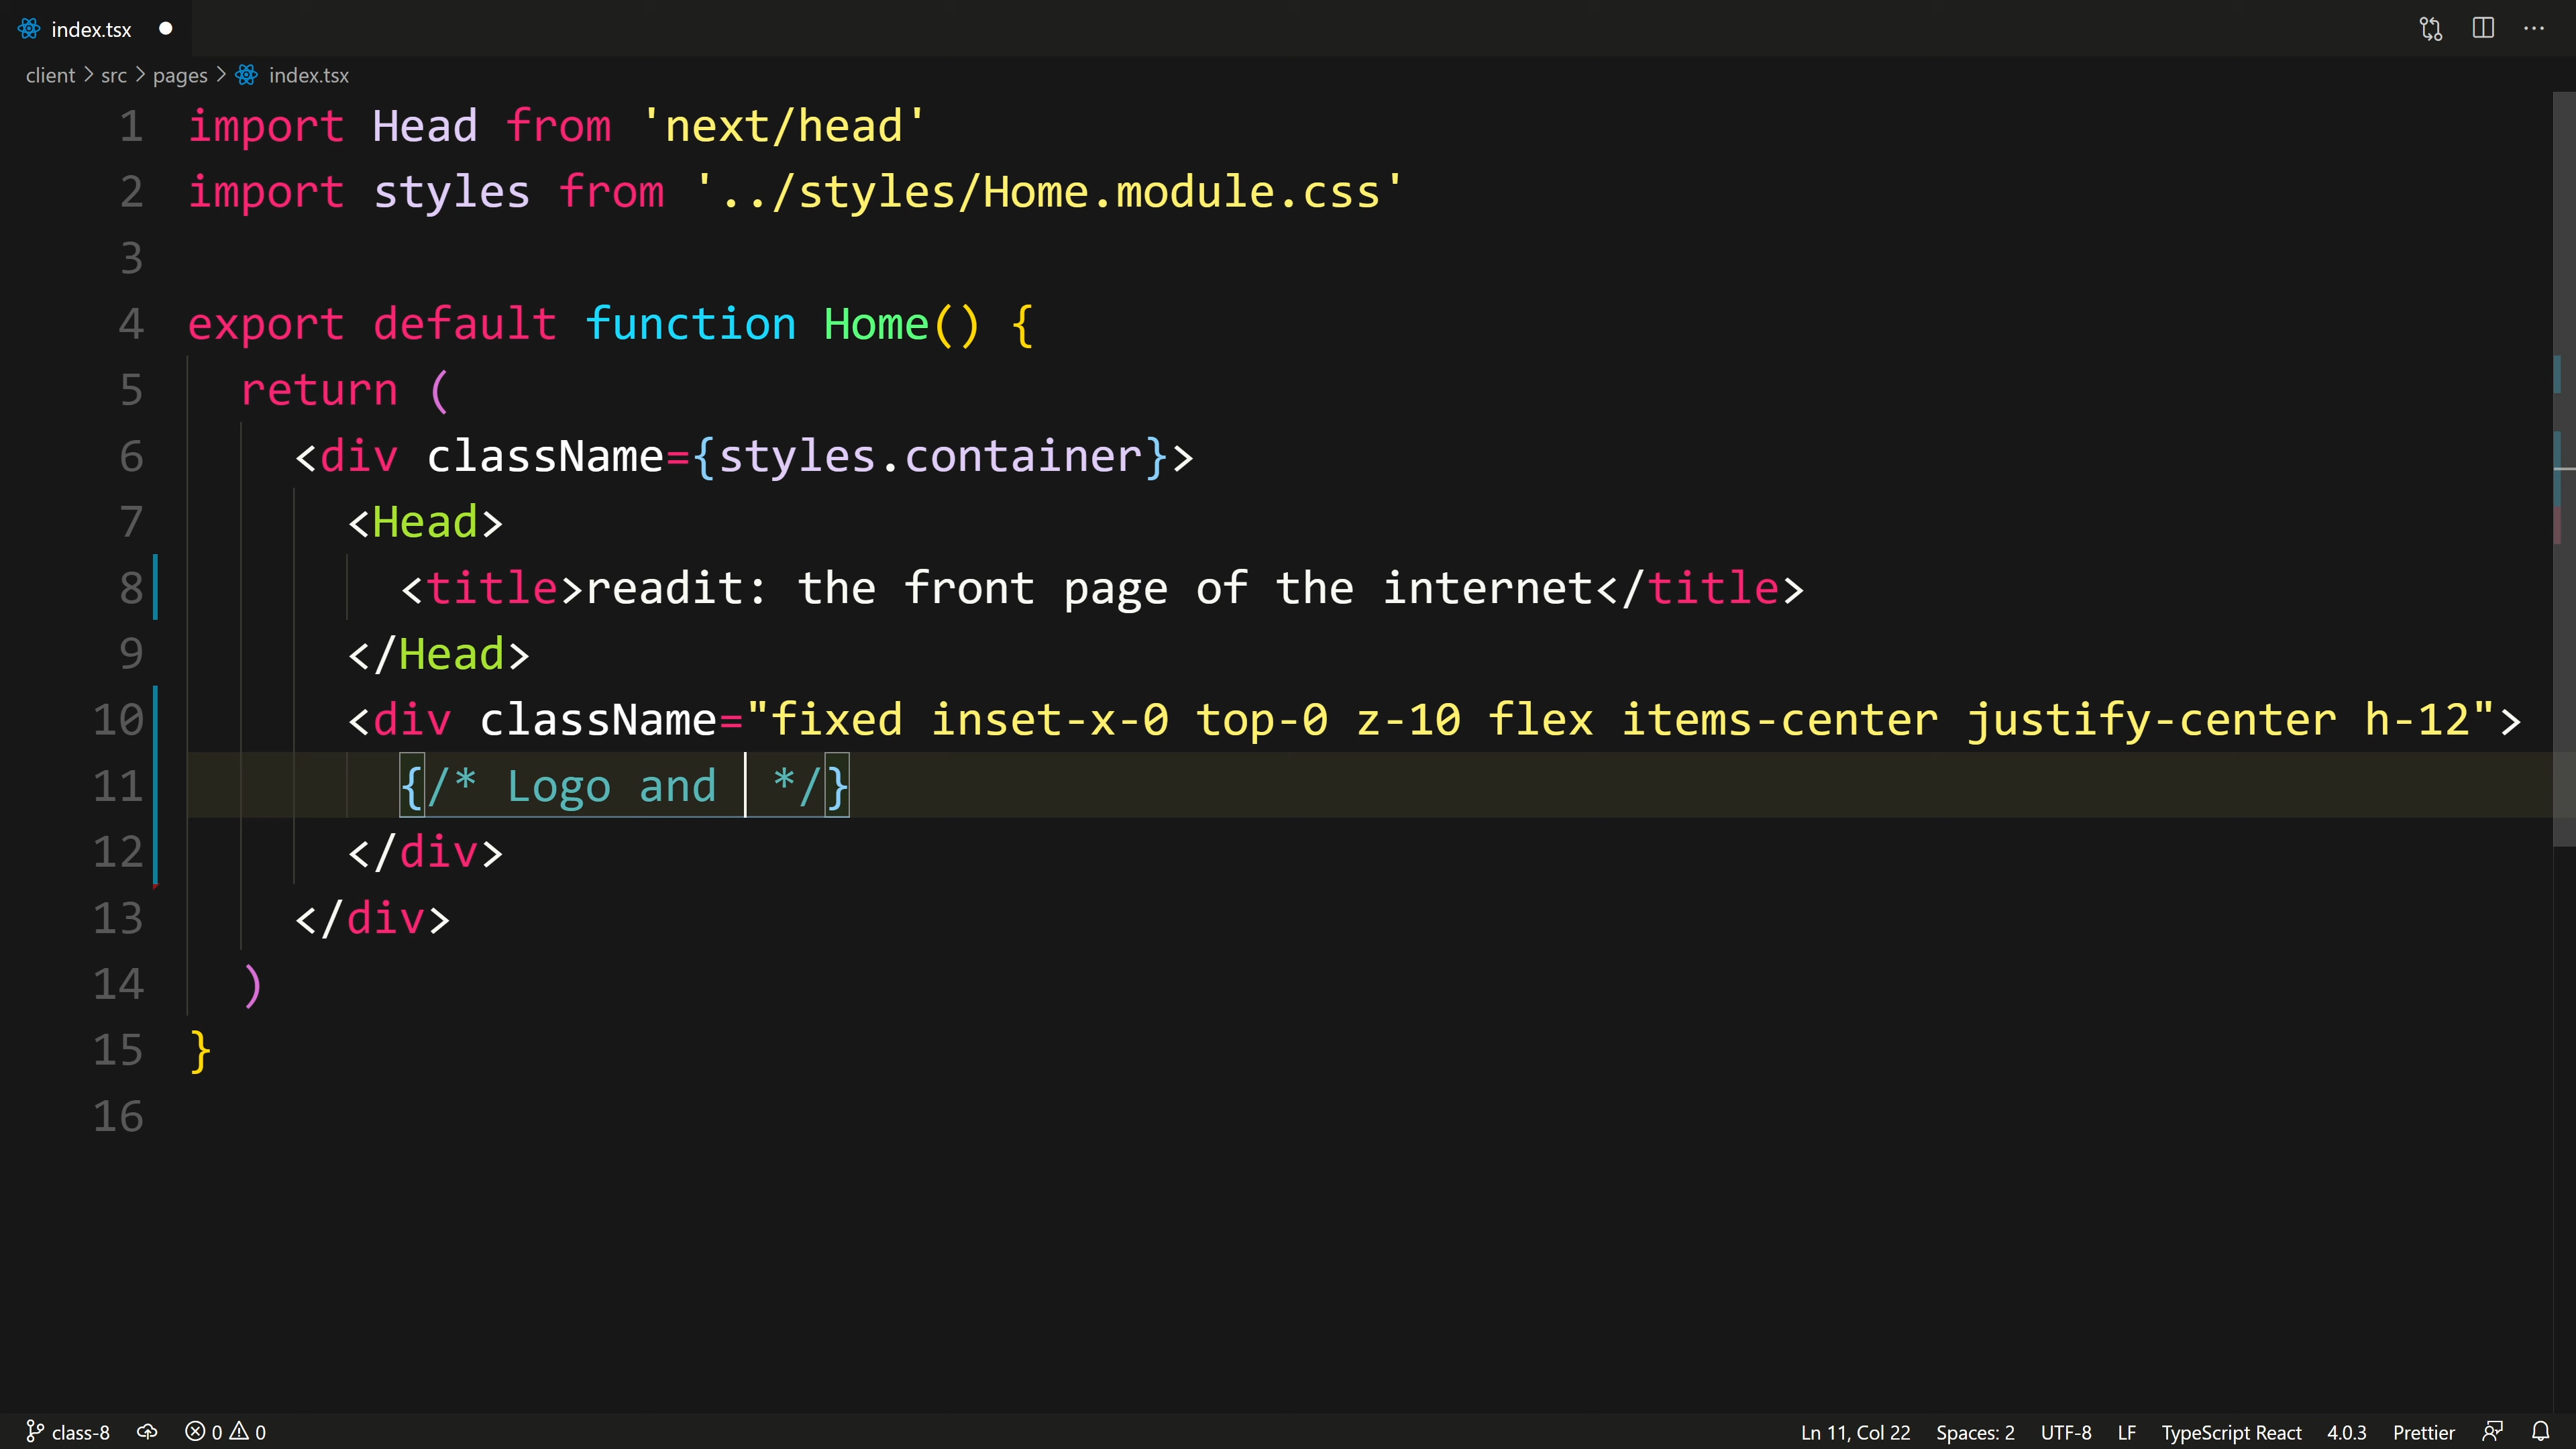 index.tsx
client > src > pages > index.tsx
1 import Head from 'next/head'
2 import styles from '../styles/Home.module.css'
3
4 export default function Home() {
5 return (
6 <div className={styles.container}>
7 <Head>
8 <title>readit: the front page of the internet</title>
9 </Head>
10 <div className="fixed inset-x-0 top-0 z-10 flex items-center justify-center h-12">
11 {/* Logo and  */}
12 </div>
13 </div>
14 )
15 }
16
class-8 0 0 Ln 11, Col 22 Spaces: 2 UTF-8 LF TypeScript React 4.0.3 Prettier